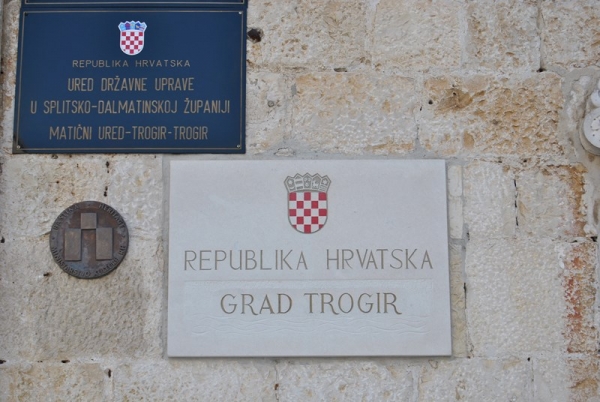 REPUBLIKA HRVATSKA
URED DRŽAVNE UPRAVE
U SPLITSKO-DALMATINSKOJ ŽUPANIJI
MATIČNI URED-TROGIR-TROGIR
REPUBLIKA HRVATSKA
GRAD TROGIR